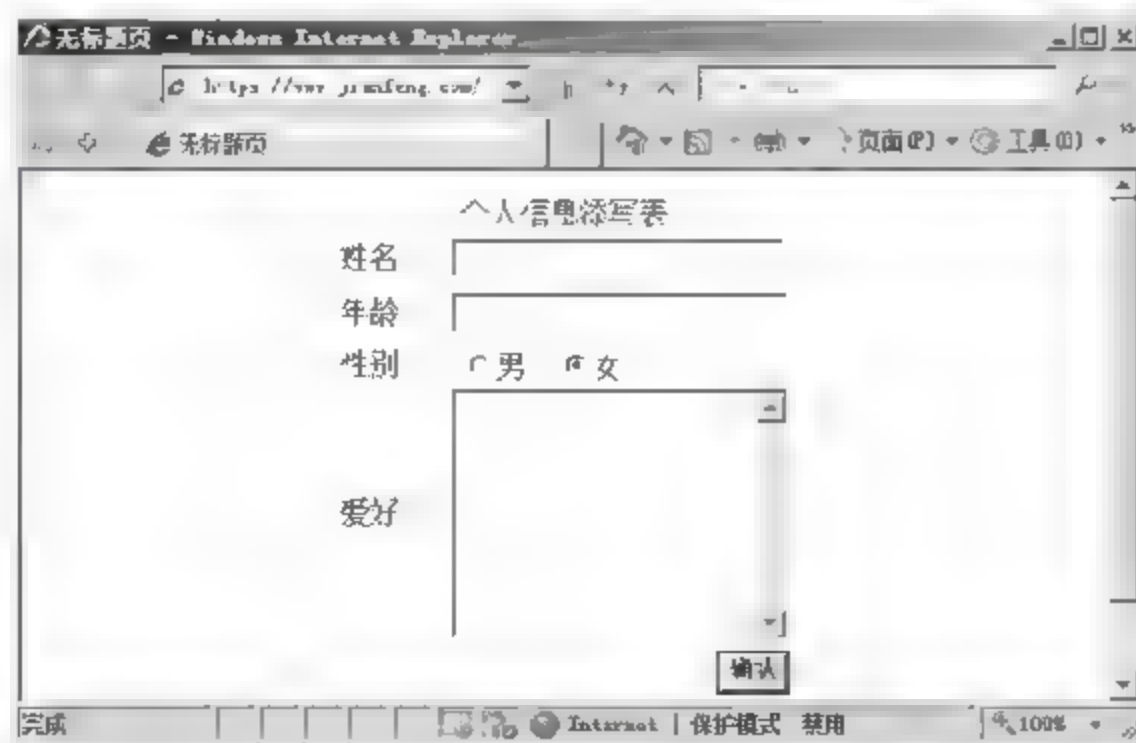 无标题页 - Windows Internet Explorer
无标题页
页面(P)
工具(O)
个人信息添写表
姓名
年龄
性别 男 女
爱好
确认
完成
Internet | 保护模式 禁用
100%